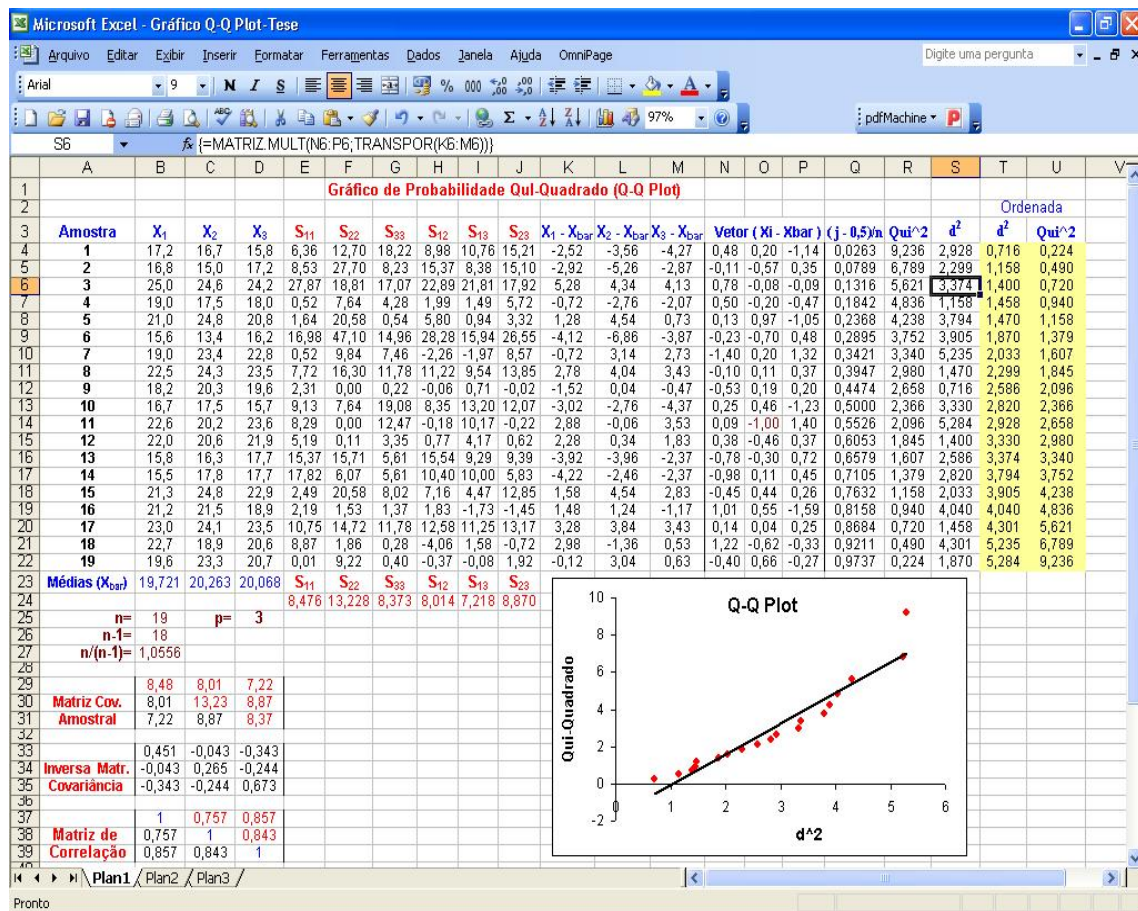 Microsoft Excel - Gráfico Q-Q Plot-Tese
Arquivo Editar Exibir Inserir Formatar Ferramentas Dados Janela Ajuda OmniPage Digite uma pergunta
Arial 9 N I S % 000
97% pdfMachine
S6 fx {=MATRIZ.MULT(N6:P6;TRANSPOR(K6:M6))}
A B C D E F G H I J K L M N O P Q R S T U V
1 Gráfico de Probabilidade QuI-Quadrado (Q-Q Plot)
2 Ordenada
3 Amostra X₁ X₂ X₃ S₁₁ S₂₂ S₃₃ S₁₂ S₁₃ S₂₃ X₁ - Xbar X₂ - Xbar X₃ - Xbar Vetor ( Xi - Xbar ) ( j - 0,5)/n Qui^2 d² d² Qui^2
4 1 17,2 16,7 15,8 6,36 12,70 18,22 8,98 10,76 15,21 -2,52 -3,56 -4,27 0,48 0,20 -1,14 0,0263 9,236 2,928 0,716 0,224
5 2 16,8 15,0 17,2 8,53 27,70 8,23 15,37 8,38 15,10 -2,92 -5,26 -2,87 -0,11 -0,57 0,35 0,0789 6,789 2,299 1,158 0,490
6 3 25,0 24,6 24,2 27,87 18,81 17,07 22,89 21,81 17,92 5,28 4,34 4,13 0,78 -0,08 -0,09 0,1316 5,621 3,374 1,400 0,720
7 4 19,0 17,5 18,0 0,52 7,64 4,28 1,99 1,49 5,72 -0,72 -2,76 -2,07 0,50 -0,20 -0,47 0,1842 4,836 1,158 1,458 0,940
8 5 21,0 24,8 20,8 1,64 20,58 0,54 5,80 0,94 3,32 1,28 4,54 0,73 0,13 0,97 -1,05 0,2368 4,238 3,794 1,470 1,158
9 6 15,6 13,4 16,2 16,98 47,10 14,96 28,28 15,94 26,55 -4,12 -6,86 -3,87 -0,23 -0,70 0,48 0,2895 3,752 3,905 1,870 1,379
10 7 19,0 23,4 22,8 0,52 9,84 7,46 -2,26 -1,97 8,57 -0,72 3,14 2,73 -1,40 0,20 1,32 0,3421 3,340 5,235 2,033 1,607
11 8 22,5 24,3 23,5 7,72 16,30 11,78 11,22 9,54 13,85 2,78 4,04 3,43 -0,10 0,11 0,37 0,3947 2,980 1,470 2,299 1,845
12 9 18,2 20,3 19,6 2,31 0,00 0,22 -0,06 0,71 -0,02 -1,52 0,04 -0,47 -0,53 0,19 0,20 0,4474 2,658 0,716 2,586 2,096
13 10 16,7 17,5 15,7 9,13 7,64 19,08 8,35 13,20 12,07 -3,02 -2,76 -4,37 0,25 0,46 -1,23 0,5000 2,366 3,330 2,820 2,366
14 11 22,6 20,2 23,6 8,29 0,00 12,47 -0,18 10,17 -0,22 2,88 -0,06 3,53 0,09 -1,00 1,40 0,5526 2,096 5,284 2,928 2,658
15 12 22,0 20,6 21,9 5,19 0,11 3,35 0,77 4,17 0,62 2,28 0,34 1,83 0,38 -0,46 0,37 0,6053 1,845 1,400 3,330 2,980
16 13 15,8 16,3 17,7 15,37 15,71 5,61 15,54 9,29 9,39 -3,92 -3,96 -2,37 -0,78 -0,30 0,72 0,6579 1,607 2,586 3,374 3,340
17 14 15,5 17,8 17,7 17,82 6,07 5,61 10,40 10,00 5,83 -4,22 -2,46 -2,37 -0,98 0,11 0,45 0,7105 1,379 2,820 3,794 3,752
18 15 21,3 24,8 22,9 2,49 20,58 8,02 7,16 4,47 12,85 1,58 4,54 2,83 -0,45 0,44 0,26 0,7632 1,158 2,033 3,905 4,238
19 16 21,2 21,5 18,9 2,19 1,53 1,37 1,83 -1,73 -1,45 1,48 1,24 -1,17 1,01 0,55 -1,59 0,8158 0,940 4,040 4,040 4,836
20 17 23,0 24,1 23,5 10,75 14,72 11,78 12,58 11,25 13,17 3,28 3,84 3,43 0,14 0,04 0,25 0,8684 0,720 1,458 4,301 5,621
21 18 22,7 18,9 20,6 8,87 1,86 0,28 -4,06 1,58 -0,72 2,98 -1,36 0,53 1,22 -0,62 -0,33 0,9211 0,490 4,301 5,235 6,789
22 19 19,6 23,3 20,7 0,01 9,22 0,40 -0,37 -0,08 1,92 -0,12 3,04 0,63 -0,40 0,66 -0,27 0,9737 0,224 1,870 5,284 9,236
23 Médias (Xbar) 19,721 20,263 20,068 S₁₁ S₂₂ S₃₃ S₁₂ S₁₃ S₂₃
24 8,476 13,228 8,373 8,014 7,218 8,870
25 n= 19 p= 3
26 n-1= 18
27 n/(n-1)= 1,0556
28
29 8,48 8,01 7,22
30 Matriz Cov. 8,01 13,23 8,87
31 Amostral 7,22 8,87 8,37
32
33 0,451 -0,043 -0,343
34 Inversa Matr. -0,043 0,265 -0,244
35 Covariância -0,343 -0,244 0,673
36
37 1 0,757 0,857
38 Matriz de 0,757 1 0,843
39 Correlação 0,857 0,843 1
Q-Q Plot
Qui-Quadrado
10
8
6
4
2
0
-2
0 1 2 3 4 5 6
d^2
Plan1 Plan2 Plan3
Pronto